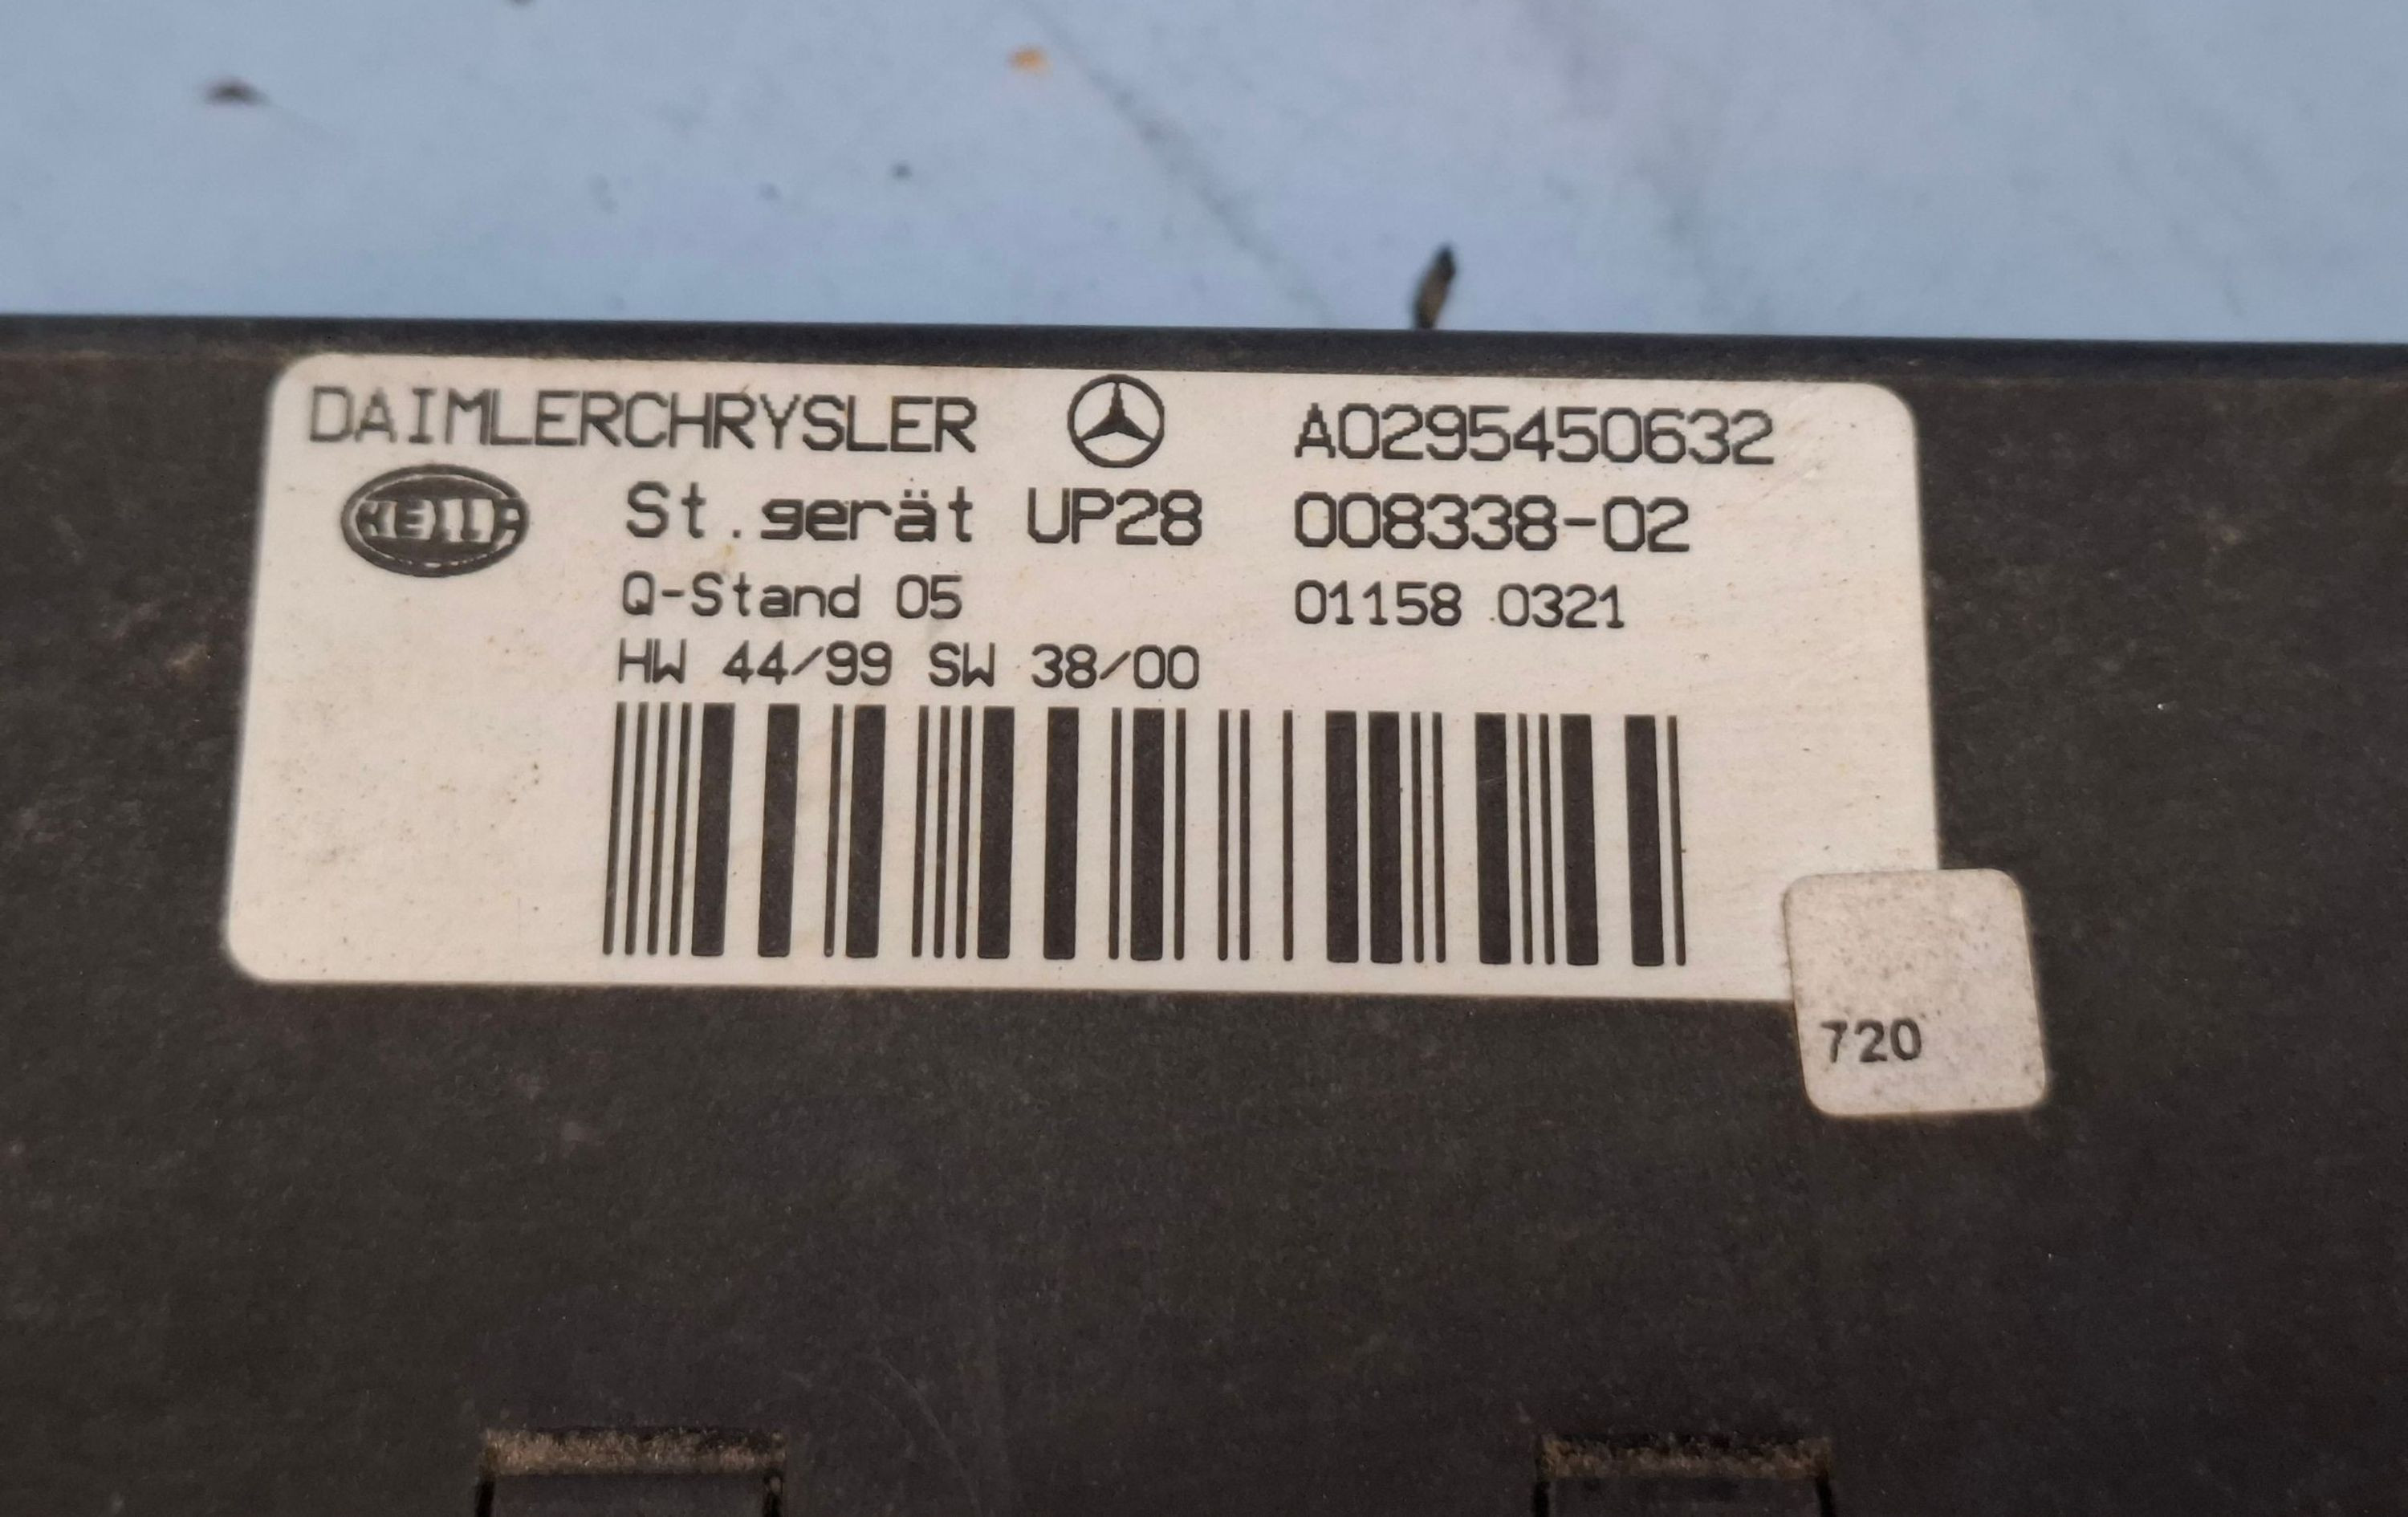 DAIMLERCHRYSLER A0295450632
HELLA St.gerät UP28 008338-02
Q-Stand 05 01158 0321
HW 44/99 SW 38/00
720